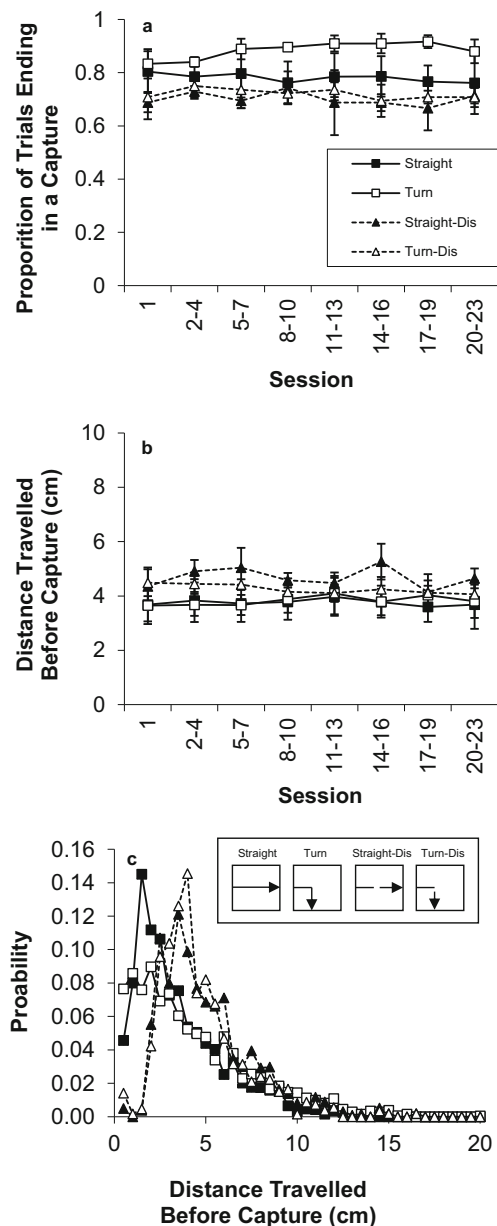 a
Proporition of Trials Ending
in a Capture
1
0.8
0.6
0.4
0.2
0
Straight
Turn
Straight-Dis
Turn-Dis
1
2-4
5-7
8-10
11-13
14-16
17-19
20-23
Session
b
Distance Travelled
Before Capture (cm)
10
8
6
4
2
0
1
2-4
5-7
8-10
11-13
14-16
17-19
20-23
Session
c
Proability
0.16
0.14
0.12
0.10
0.08
0.06
0.04
0.02
0.00
Straight Turn Straight-Dis Turn-Dis
0 5 10 15 20
Distance Travelled
Before Capture (cm)